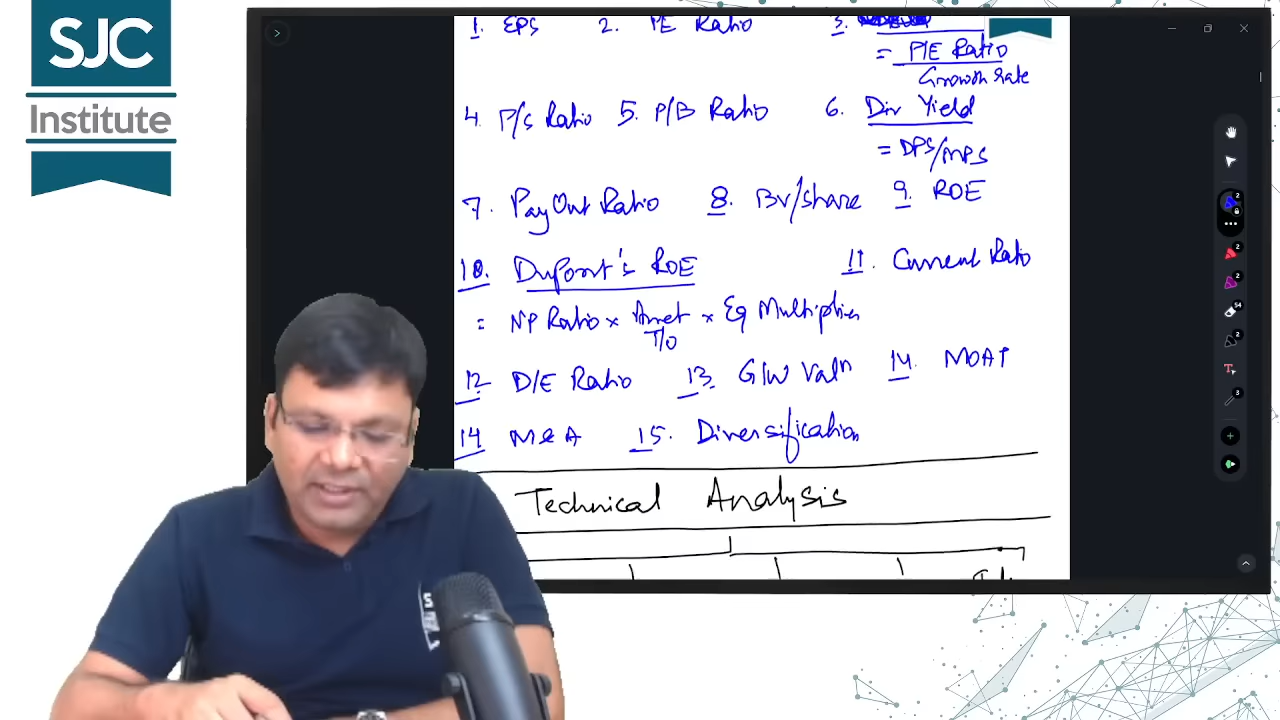 SJC
Institute
1. EPS 2. PE Ratio 3.
= P/E Ratio
Growth rate
4. P/S Ratio 5. P/B Ratio 6. Div Yield
= DPS/MPS
7. PayOut Ratio 8. BV/share 9. ROE
10. DuPont's ROE 11. Current Ratio
= NP Ratio x Asset x Eq Multiplier
T/O
12 D/E Ratio 13. G/W Valn 14. MOAT
14 M&A 15. Diversification
Technical Analysis